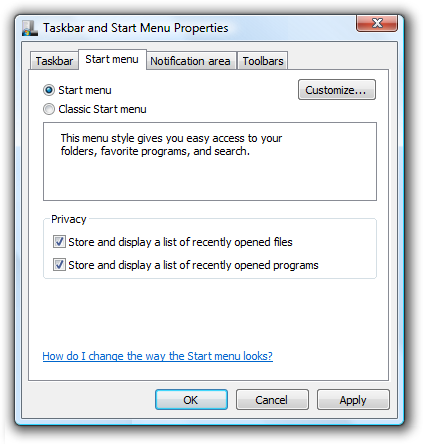 Taskbar and Start Menu Properties
Taskbar
Start menu
Notification area
Toolbars
Start menu
Customize...
Classic Start menu
This menu style gives you easy access to your
folders, favorite programs, and search.
Privacy
Store and display a list of recently opened files
Store and display a list of recently opened programs
How do I change the way the Start menu looks?
OK
Cancel
Apply